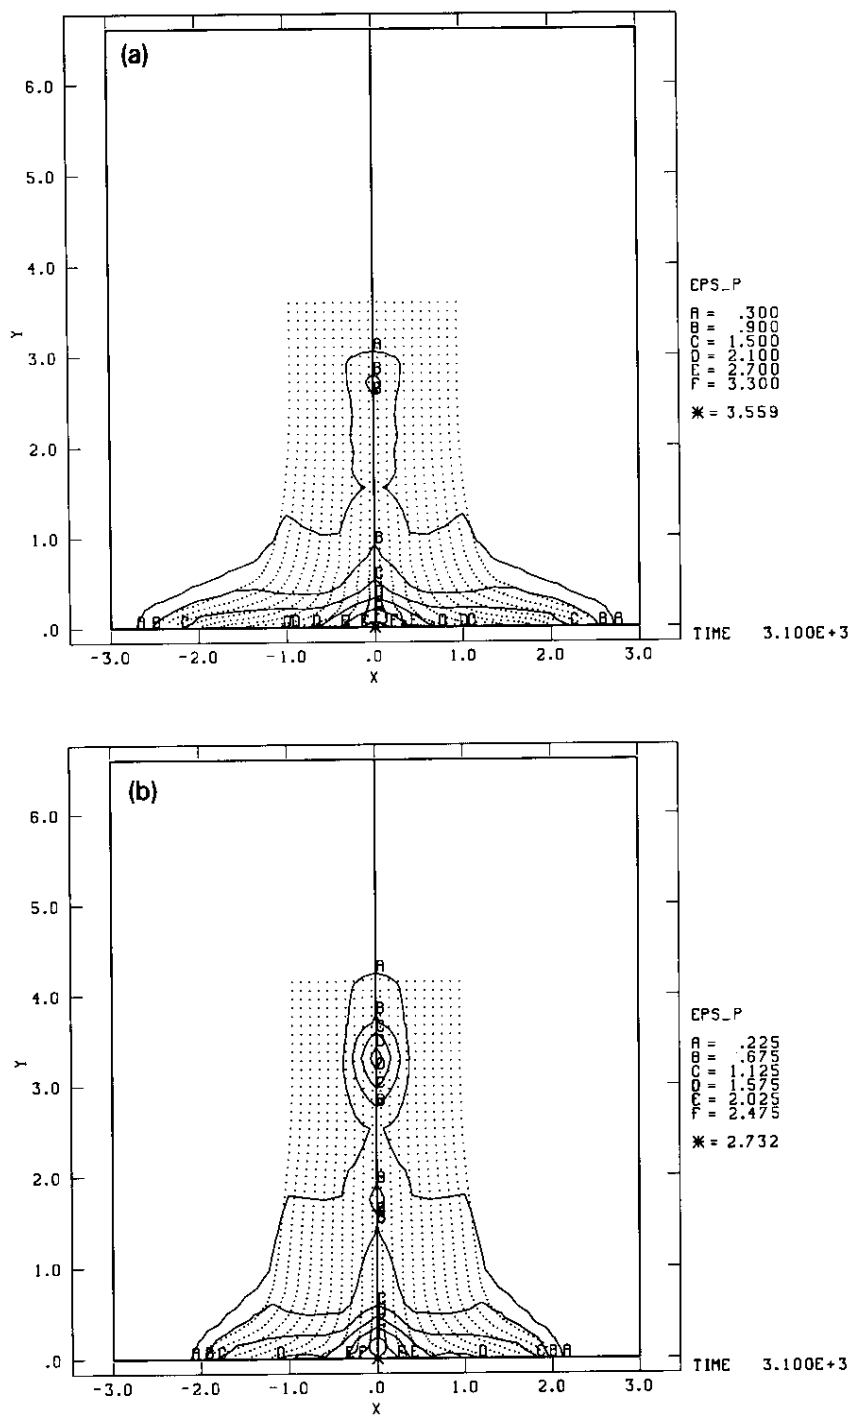 (a)
6.0
5.0
4.0
3.0
2.0
1.0
.0
Y
-3.0 -2.0 -1.0 .0 1.0 2.0 3.0
X
EPS_P
A = .300
B = .900
C = 1.500
D = 2.100
E = 2.700
F = 3.300
* = 3.559
TIME 3.100E+3
A
B
B
C
A B C
C B A
(b)
6.0
5.0
4.0
3.0
2.0
1.0
.0
Y
-3.0 -2.0 -1.0 .0 1.0 2.0 3.0
X
EPS_P
A = .225
B = .675
C = 1.125
D = 1.575
E = 2.025
F = 2.475
* = 2.732
TIME 3.100E+3
A
B
D
B
C
A B C D
D C B A